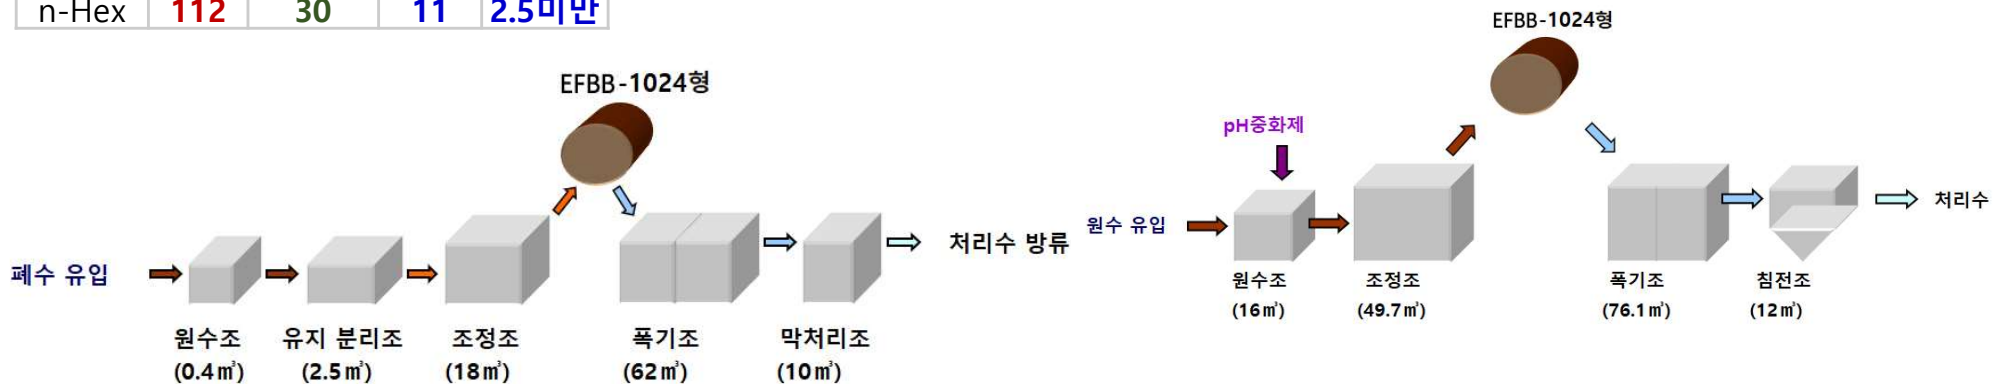 n-Hex 112 30 11 2.5미만
EFBB-1024형
폐수 유입
처리수 방류
원수조 유지 분리조 조정조 폭기조 막처리조
(0.4㎥) (2.5㎥) (18㎥) (62㎥) (10㎥)
EFBB-1024형
pH중화제
원수 유입
처리수
원수조 조정조 폭기조 침전조
(16㎥) (49.7㎥) (76.1㎥) (12㎥)